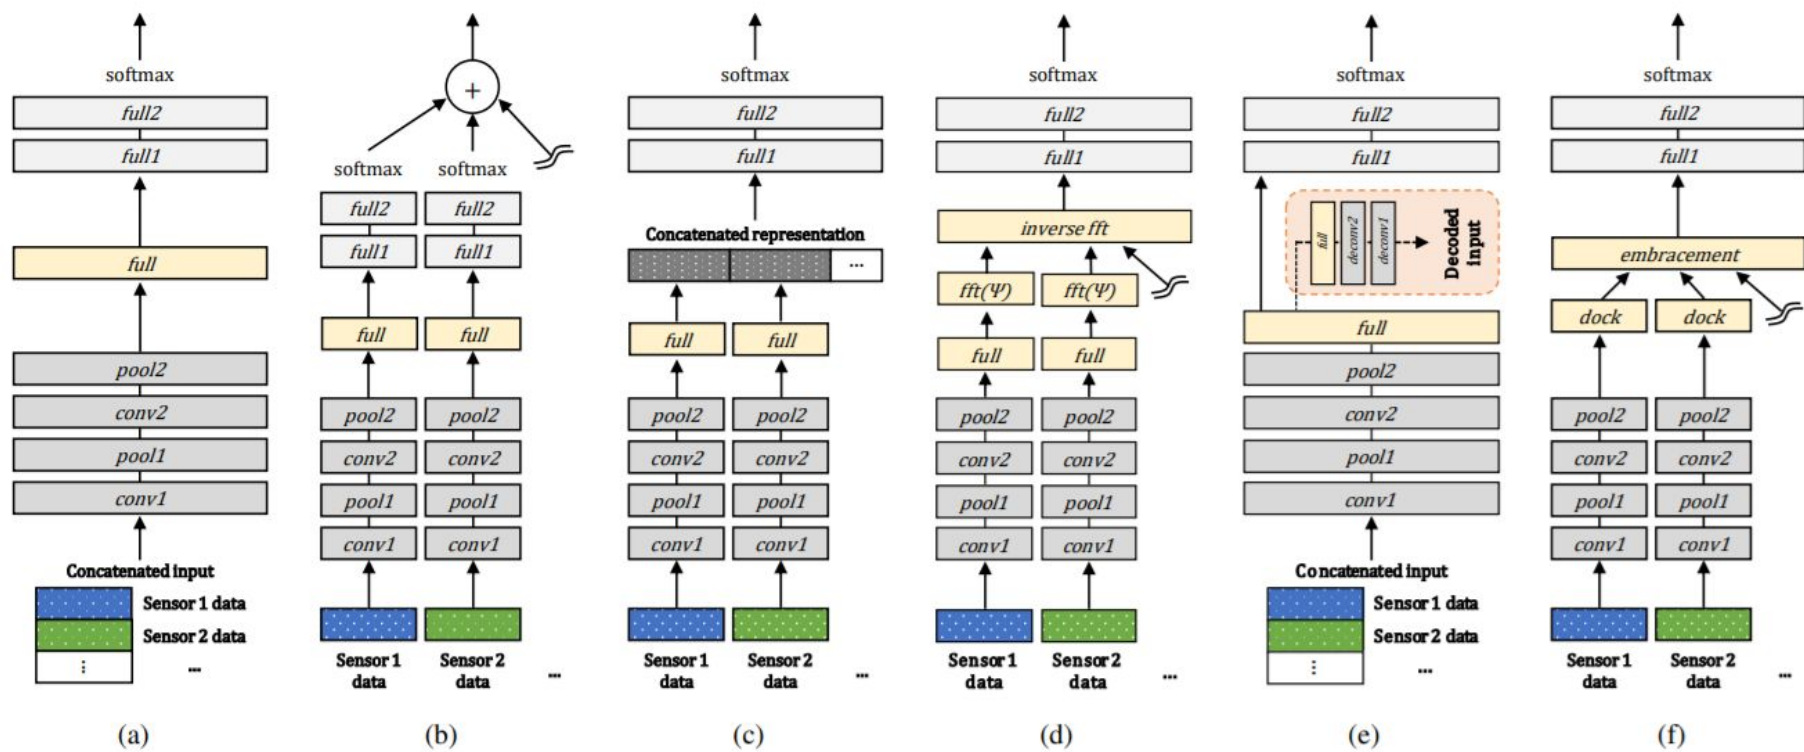 softmax
full2
full1
full
pool2
conv2
pool1
conv1
Concatenated input
Sensor 1 data
Sensor 2 data
⋮ ...
(a)
+
softmax softmax
full2 full2
full1 full1
full full
pool2 pool2
conv2 conv2
pool1 pool1
conv1 conv1
Sensor 1 data Sensor 2 data ...
(b)
softmax
full2
full1
Concatenated representation
...
full full
pool2 pool2
conv2 conv2
pool1 pool1
conv1 conv1
Sensor 1 data Sensor 2 data ...
(c)
softmax
full2
full1
inverse fft
fft(Ψ) fft(Ψ)
full full
pool2 pool2
conv2 conv2
pool1 pool1
conv1 conv1
Sensor 1 data Sensor 2 data ...
(d)
softmax
full2
full1
full deconv2 deconv1 Decoded input
full
pool2
conv2
pool1
conv1
Concatenated input
Sensor 1 data
Sensor 2 data
⋮ ...
(e)
softmax
full2
full1
embracement
dock dock
pool2 pool2
conv2 conv2
pool1 pool1
conv1 conv1
Sensor 1 data Sensor 2 data ...
(f)